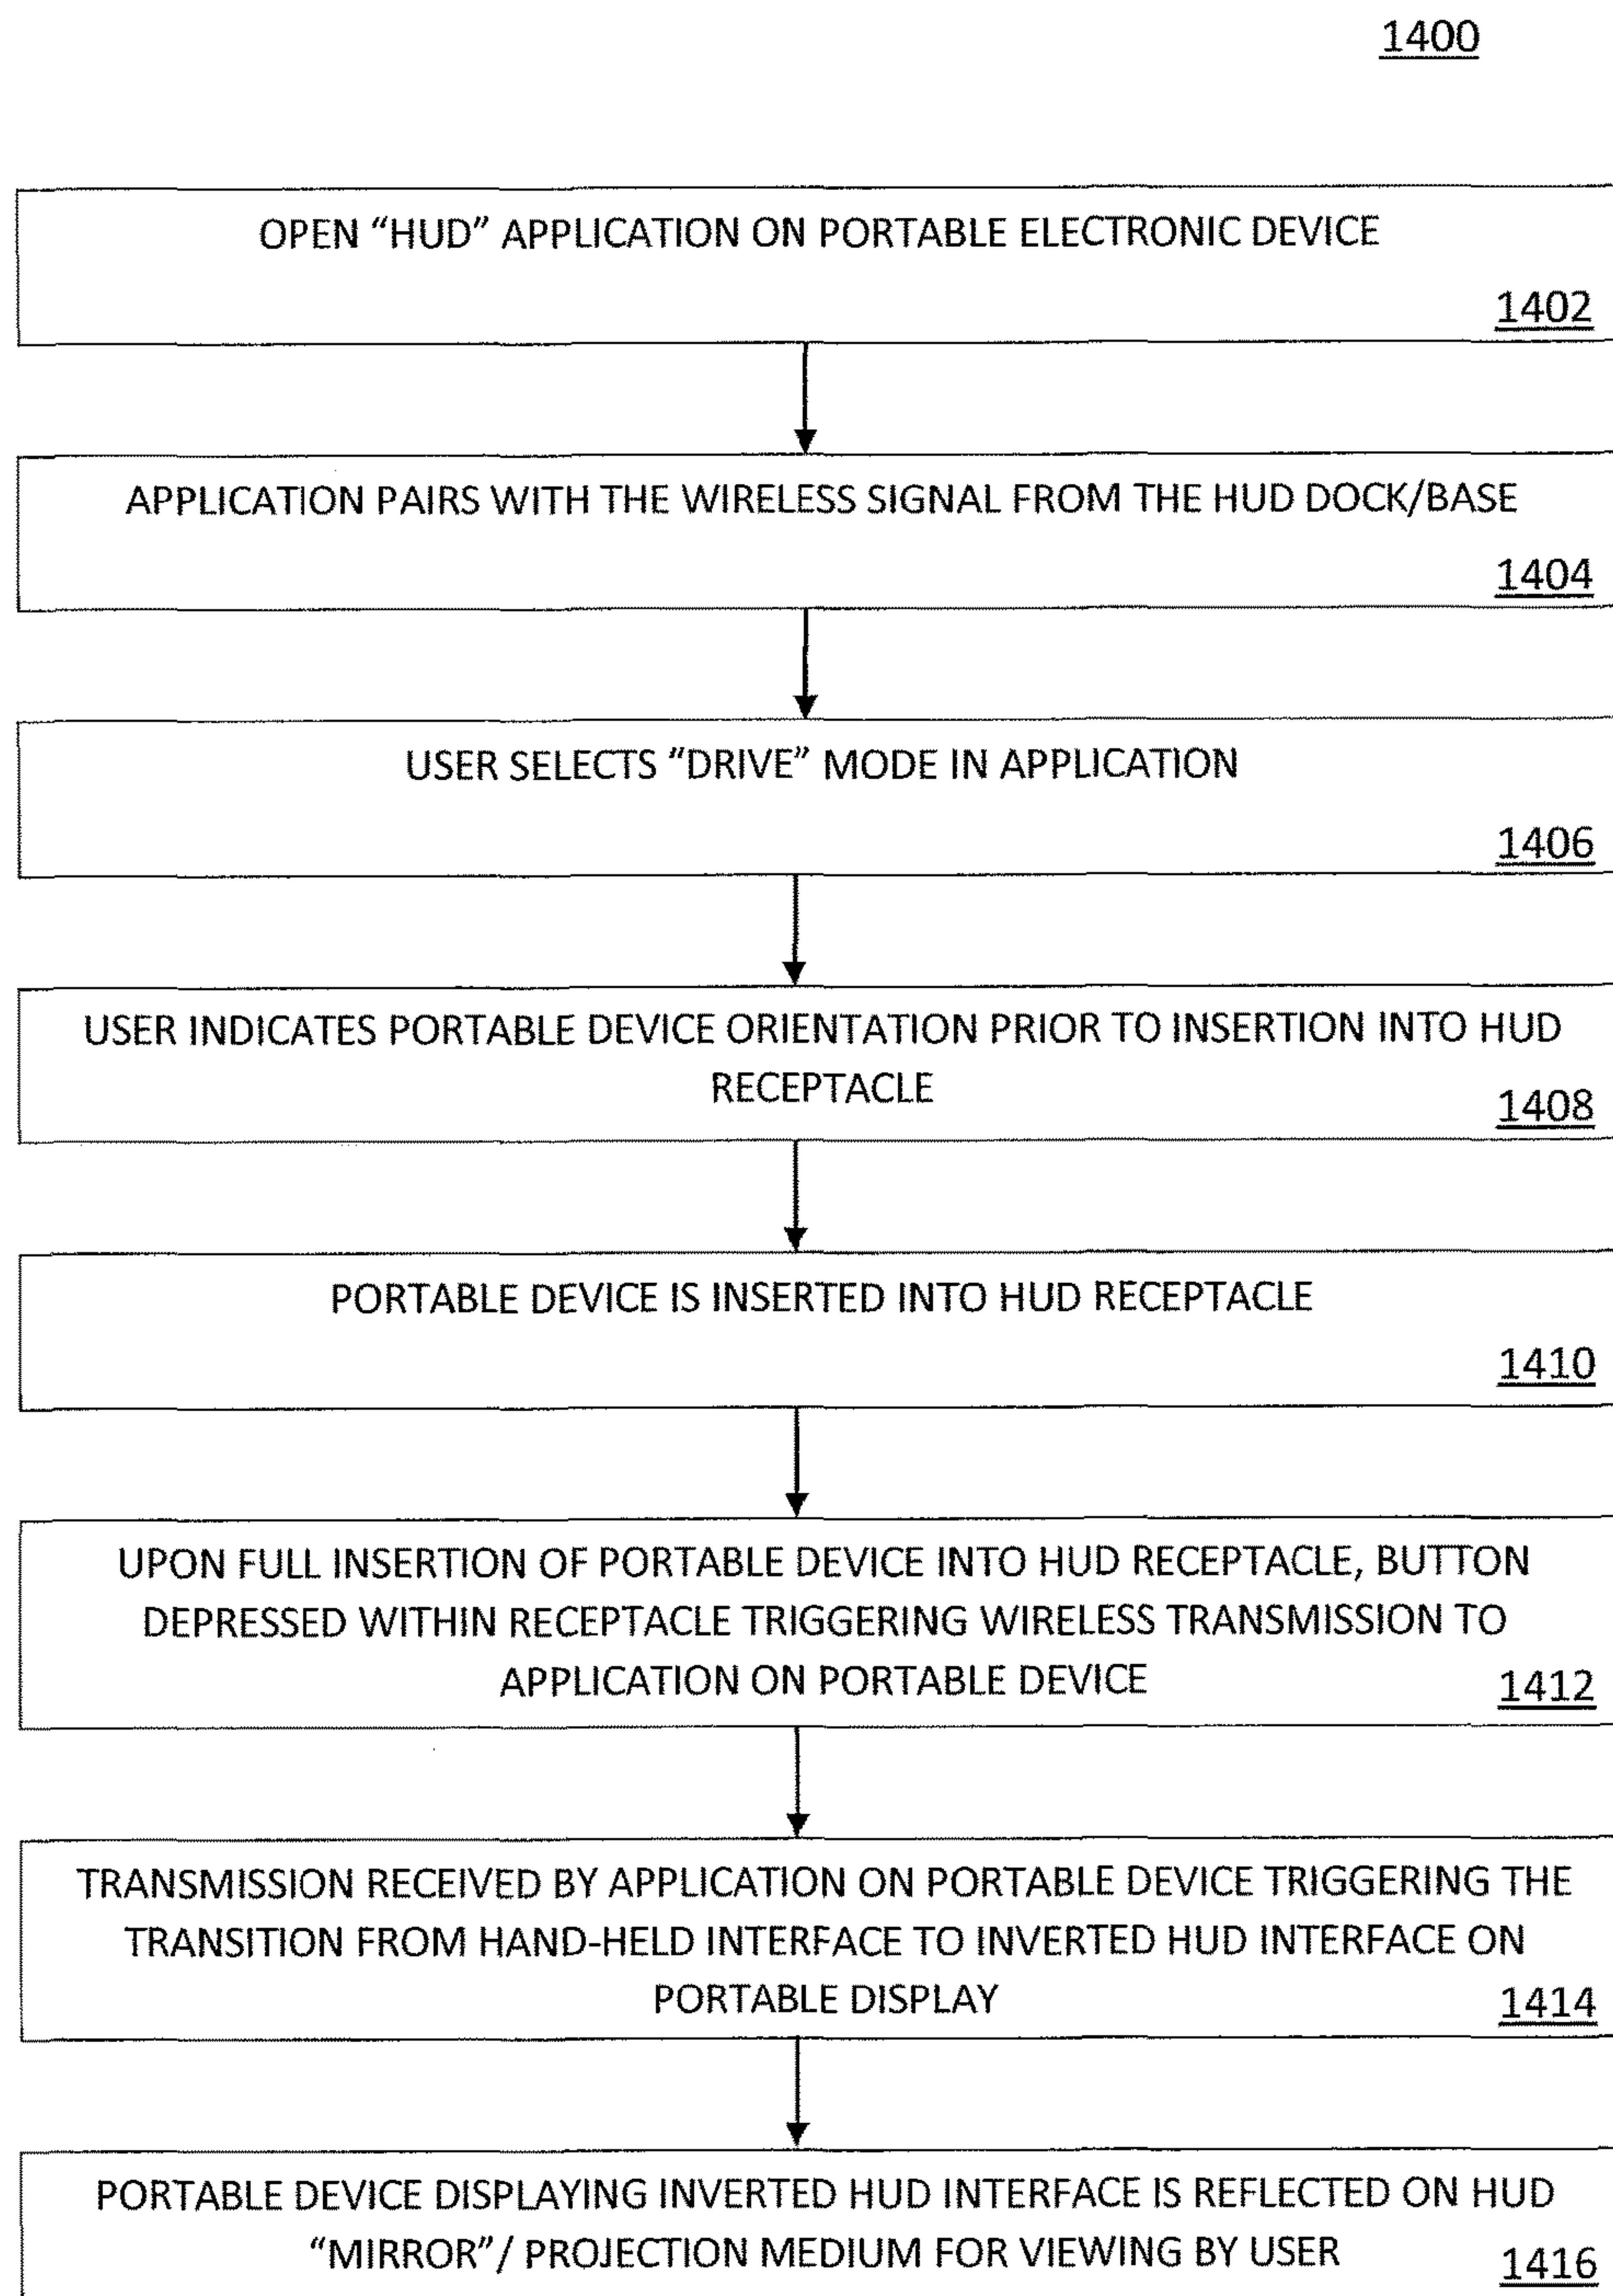 1400
OPEN “HUD” APPLICATION ON PORTABLE ELECTRONIC DEVICE
1402
APPLICATION PAIRS WITH THE WIRELESS SIGNAL FROM THE HUD DOCK/BASE
1404
USER SELECTS “DRIVE” MODE IN APPLICATION
1406
USER INDICATES PORTABLE DEVICE ORIENTATION PRIOR TO INSERTION INTO HUD
RECEPTACLE
1408
PORTABLE DEVICE IS INSERTED INTO HUD RECEPTACLE
1410
UPON FULL INSERTION OF PORTABLE DEVICE INTO HUD RECEPTACLE, BUTTON
DEPRESSED WITHIN RECEPTACLE TRIGGERING WIRELESS TRANSMISSION TO
APPLICATION ON PORTABLE DEVICE
1412
TRANSMISSION RECEIVED BY APPLICATION ON PORTABLE DEVICE TRIGGERING THE
TRANSITION FROM HAND-HELD INTERFACE TO INVERTED HUD INTERFACE ON
PORTABLE DISPLAY
1414
PORTABLE DEVICE DISPLAYING INVERTED HUD INTERFACE IS REFLECTED ON HUD
“MIRROR”/ PROJECTION MEDIUM FOR VIEWING BY USER
1416